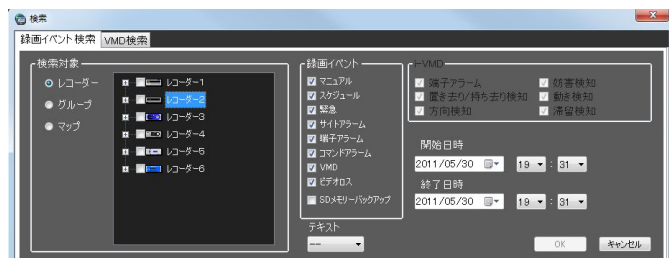 検索
録画イベント検索 VMD検索
検索対象
レコーダー
グループ
マップ
レコーダー1
レコーダー2
レコーダー3
レコーダー4
レコーダー5
レコーダー6
録画イベント
マニュアル
スケジュール
緊急
サイトアラーム
端子アラーム
コマンドアラーム
VMD
ビデオロス
SDメモリーバックアップ
テキスト
--
i-VMD
端子アラーム 妨害検知
置き去り/持ち去り検知 動き検知
方向検知 滞留検知
開始日時
2011/05/30 19 : 31
終了日時
2011/05/30 19 : 31
OK キャンセル